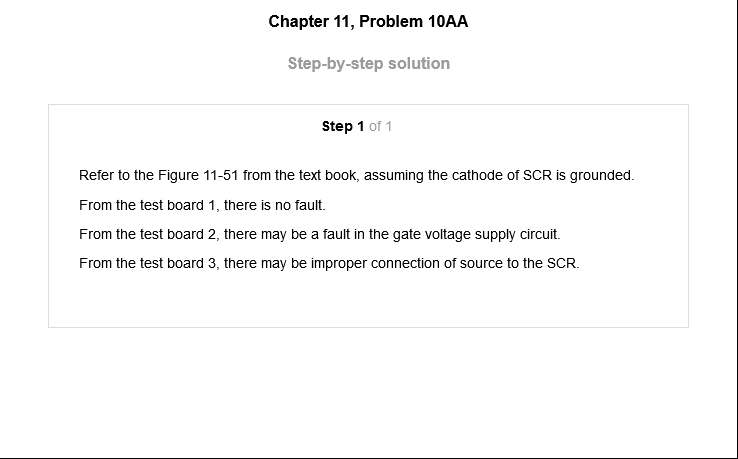 Chapter 11, Problem 10AA
Step-by-step solution
Step 1 of 1
Refer to the Figure 11-51 from the text book, assuming the cathode of SCR is grounded.
From the test board 1, there is no fault.
From the test board 2, there may be a fault in the gate voltage supply circuit.
From the test board 3, there may be improper connection of source to the SCR.